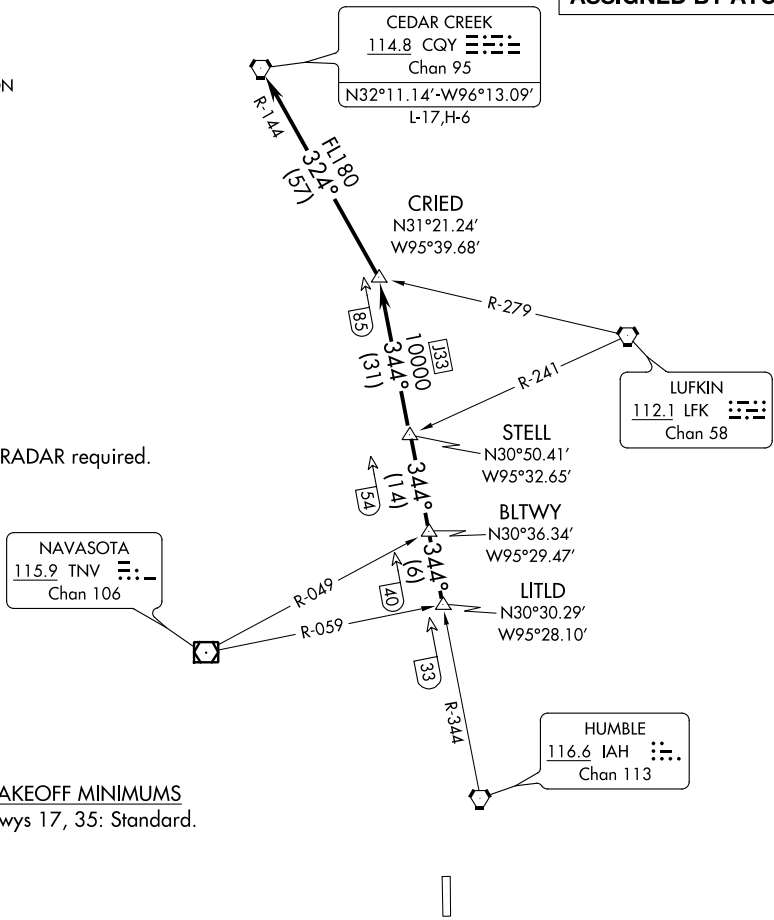 ASSIGNED BY ATC
CEDAR CREEK
114.8 CQY
Chan 95
N32°11.14'-W96°13.09'
L-17,H-6
ON
R-144
FL180
324°
(57)
CRIED
N31°21.24'
W95°39.68'
85
R-279
J33
10000
344°
(31)
R-241
LUFKIN
112.1 LFK
Chan 58
STELL
N30°50.41'
W95°32.65'
RADAR required.
54
344°
(14)
BLTWY
N30°36.34'
W95°29.47'
NAVASOTA
115.9 TNV
Chan 106
R-049
40
344°
(6)
LITLD
N30°30.29'
W95°28.10'
R-059
33
R-344
HUMBLE
116.6 IAH
Chan 113
AKEOFF MINIMUMS
wys 17, 35: Standard.